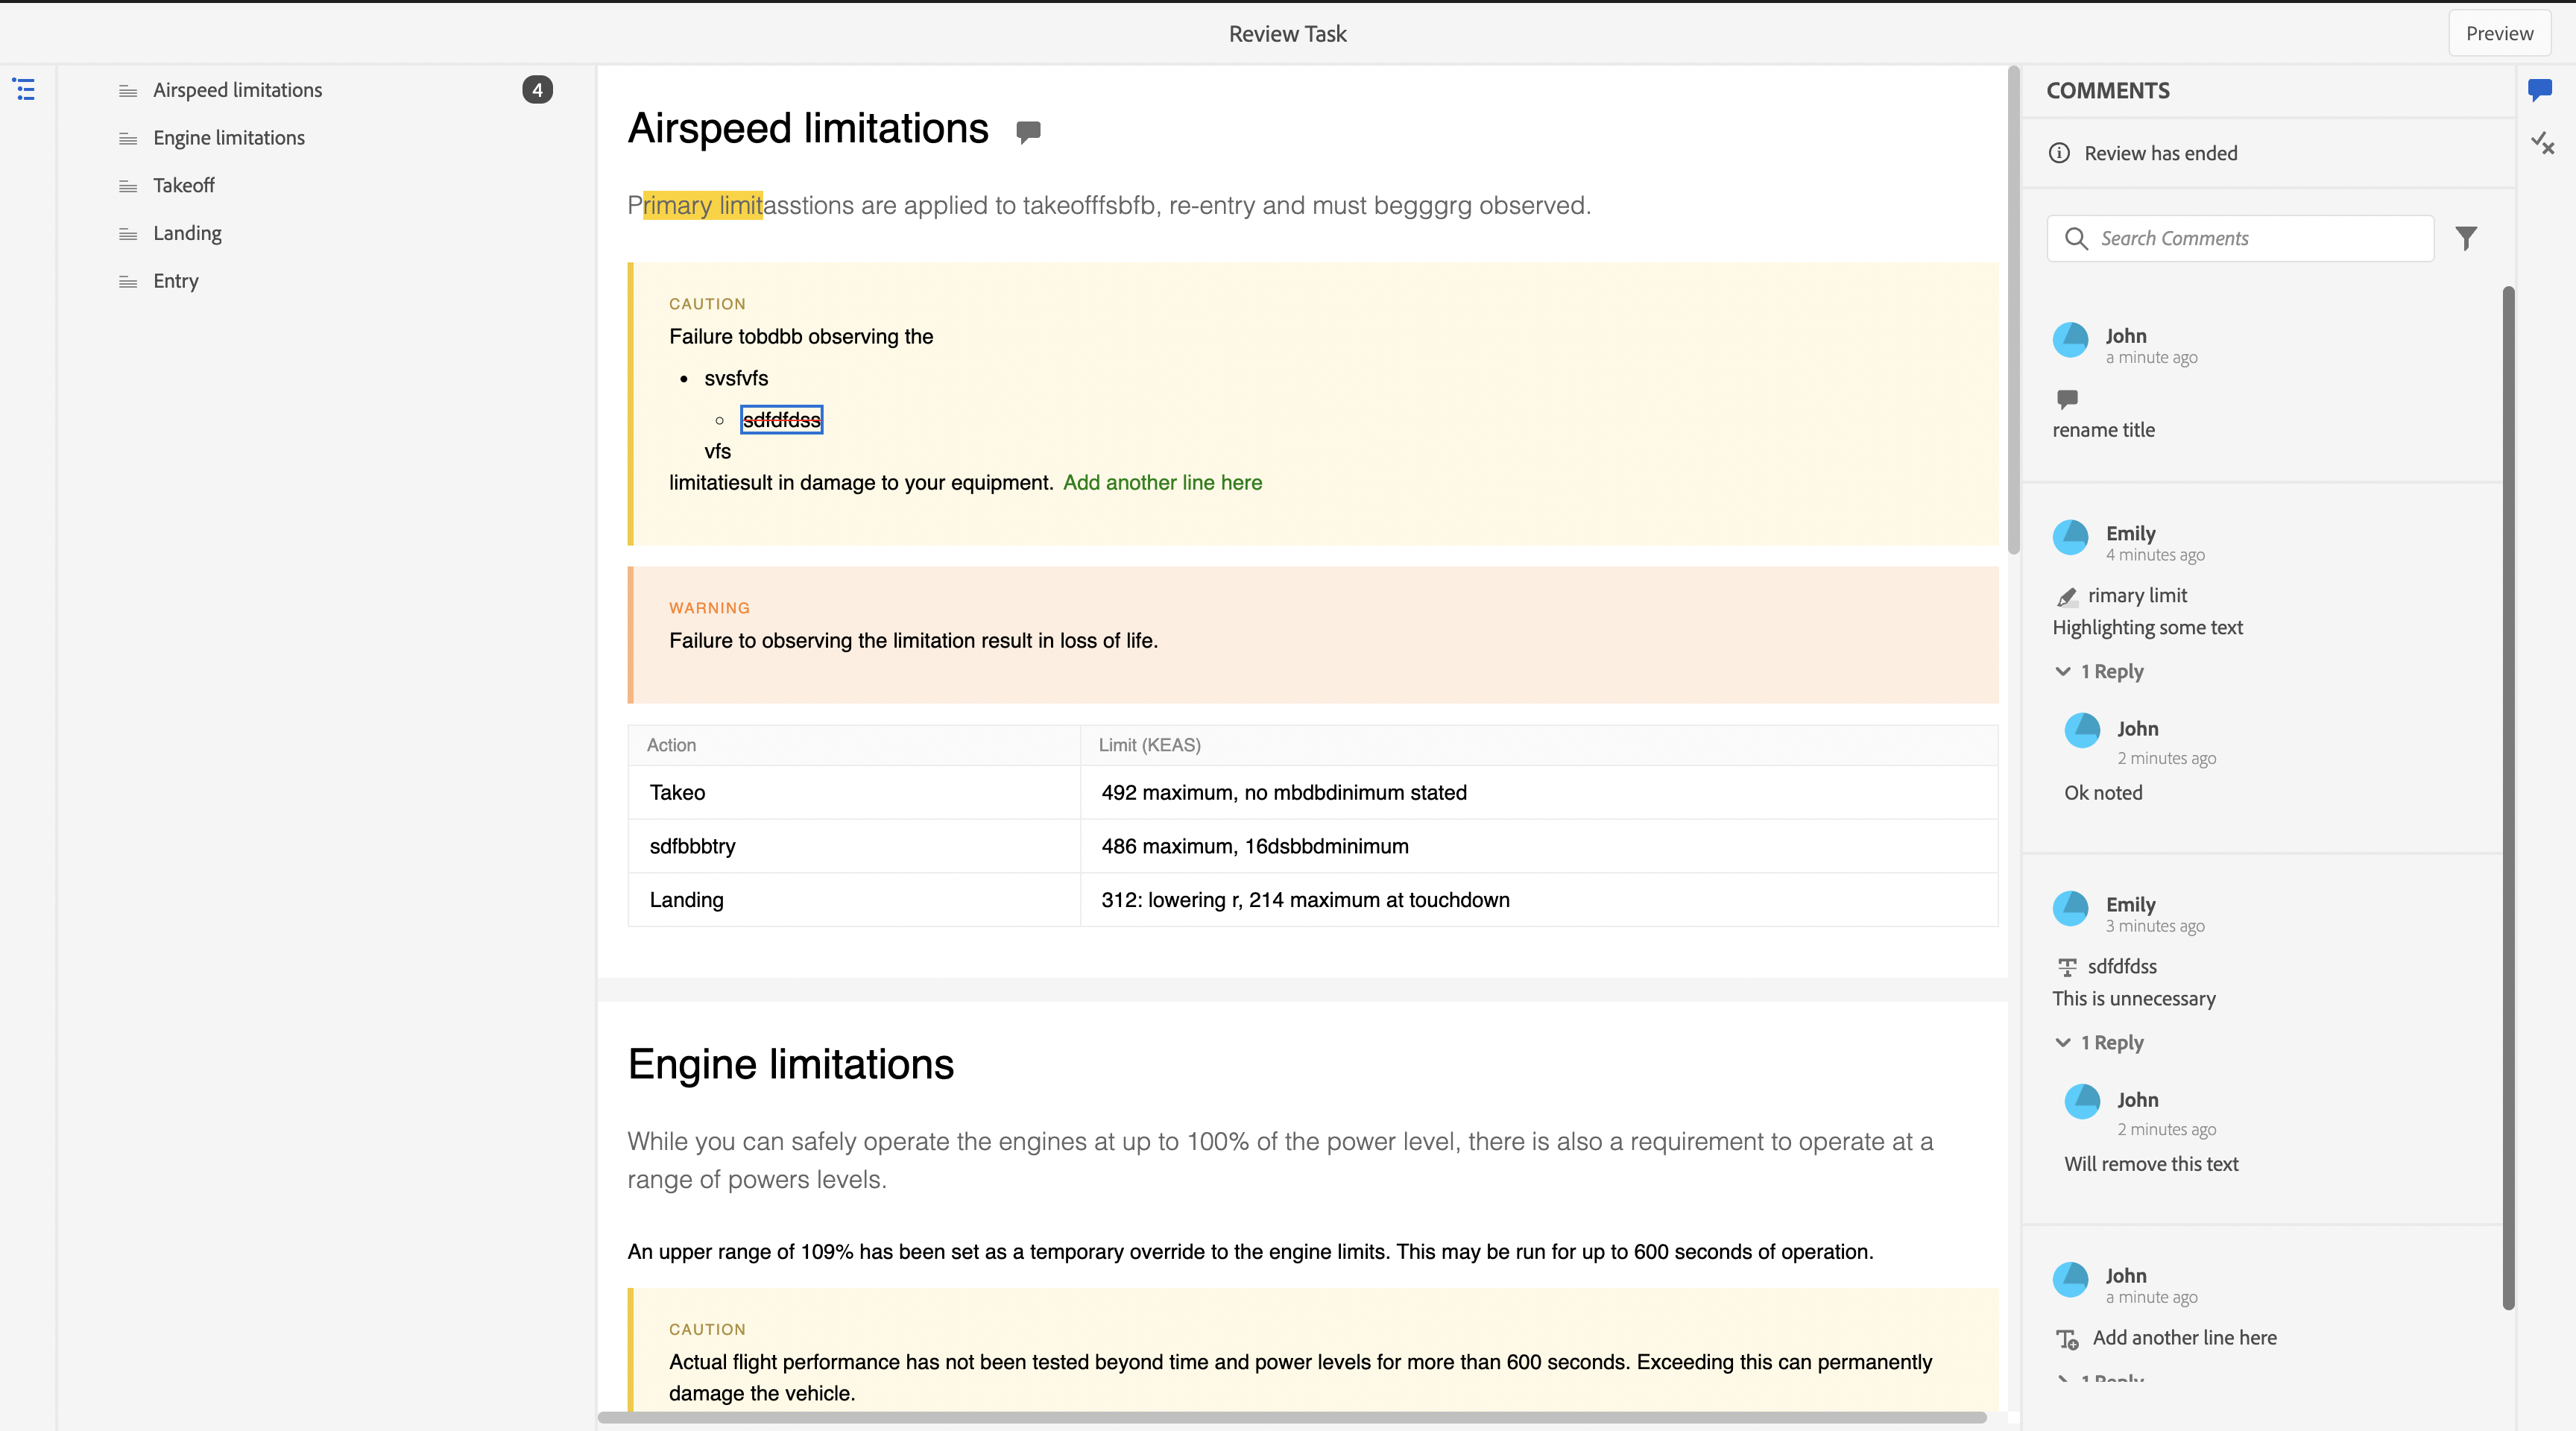 Review Task
Preview
Airspeed limitations
4
Engine limitations
Takeoff
Landing
Entry
Airspeed limitations
Primary limitasstions are applied to takeofffsbfb, re-entry and must begggrg observed.
CAUTION
Failure tobdbb observing the
svsfvfs
sdfdfdss
vfs
limitatiesult in damage to your equipment. Add another line here
WARNING
Failure to observing the limitation result in loss of life.
Action
Limit (KEAS)
Takeo
492 maximum, no mbdbdinimum stated
sdfbbbtry
486 maximum, 16dsbbdminimum
Landing
312: lowering r, 214 maximum at touchdown
Engine limitations
While you can safely operate the engines at up to 100% of the power level, there is also a requirement to operate at a
range of powers levels.
An upper range of 109% has been set as a temporary override to the engine limits. This may be run for up to 600 seconds of operation.
CAUTION
Actual flight performance has not been tested beyond time and power levels for more than 600 seconds. Exceeding this can permanently
damage the vehicle.
COMMENTS
Review has ended
Search Comments
John
a minute ago
rename title
Emily
4 minutes ago
rimary limit
Highlighting some text
1 Reply
John
2 minutes ago
Ok noted
Emily
3 minutes ago
sdfdfdss
This is unnecessary
1 Reply
John
2 minutes ago
Will remove this text
John
a minute ago
Add another line here
1 Reply